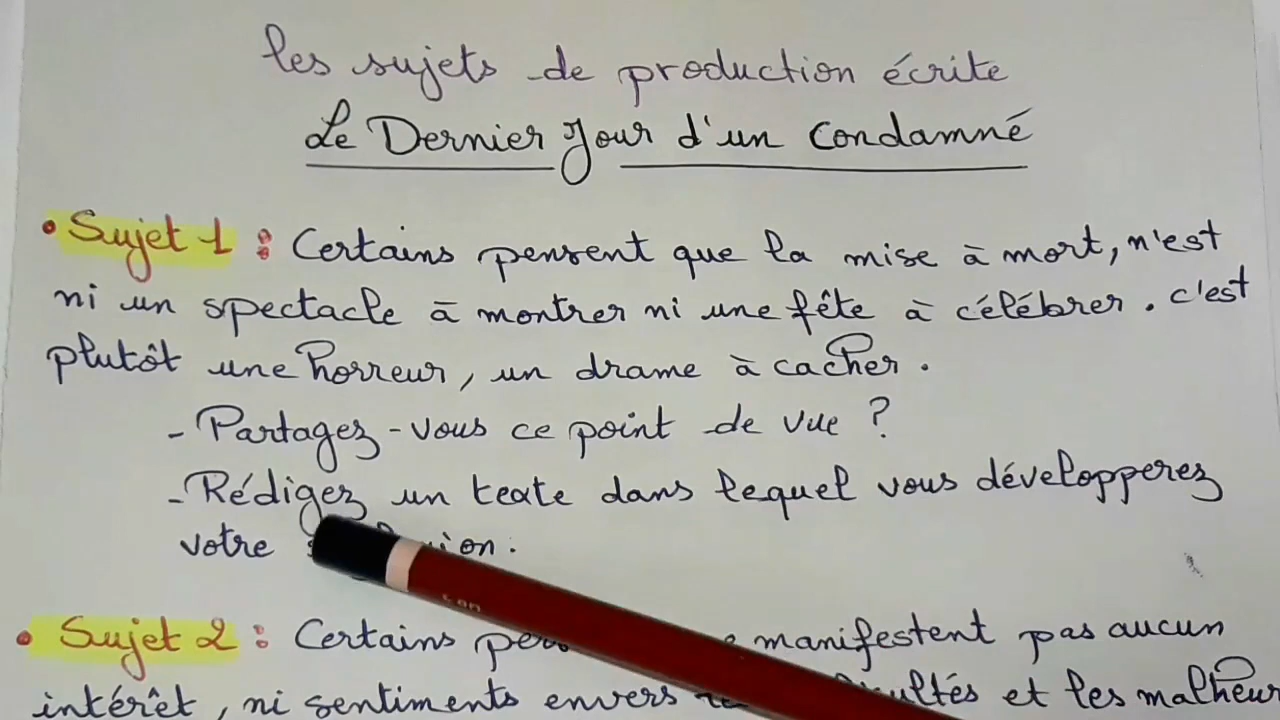 les sujets de production écrite
Le Dernier Jour d'un Condamné
• Sujet 1 : Certains pensent que la mise à mort, n'est
ni un spectacle à montrer ni une fête à célébrer. c'est
plutôt une horreur, un drame à cacher.
- Partagez-vous ce point de vue ?
- Rédigez un texte dans lequel vous développerez
votre
• Sujet 2 : Certains manifestent pas aucun
intérêt, ni sentiments envers et les malheur